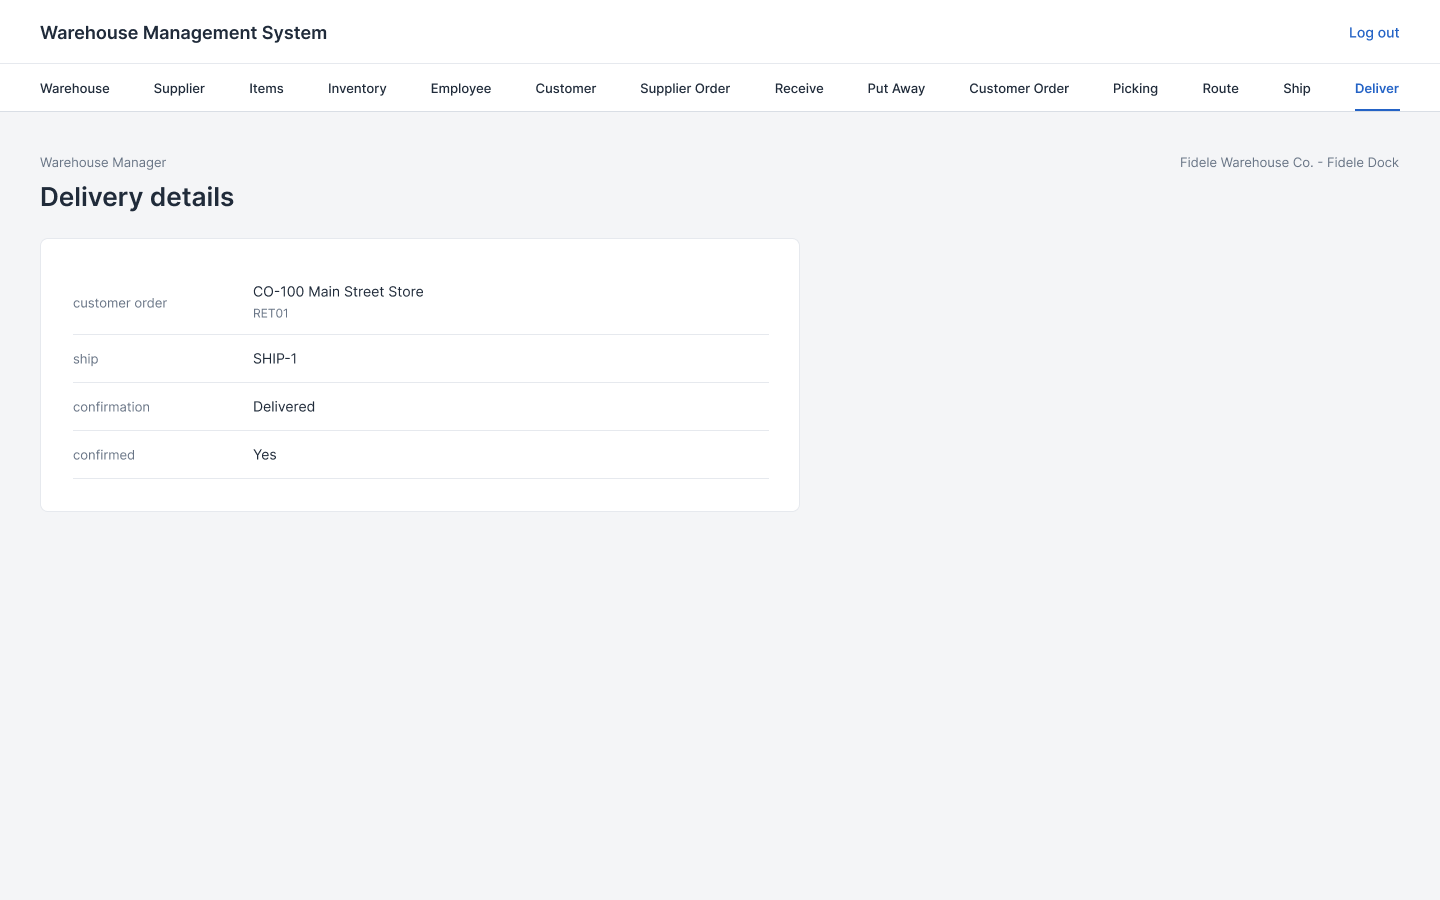 Warehouse Management System
Log out
Warehouse
Supplier
Items
Inventory
Employee
Customer
Supplier Order
Receive
Put Away
Customer Order
Picking
Route
Ship
Deliver
Warehouse Manager
Fidele Warehouse Co. - Fidele Dock
Delivery details
customer order
CO-100 Main Street Store
RET01
ship
SHIP-1
confirmation
Delivered
confirmed
Yes